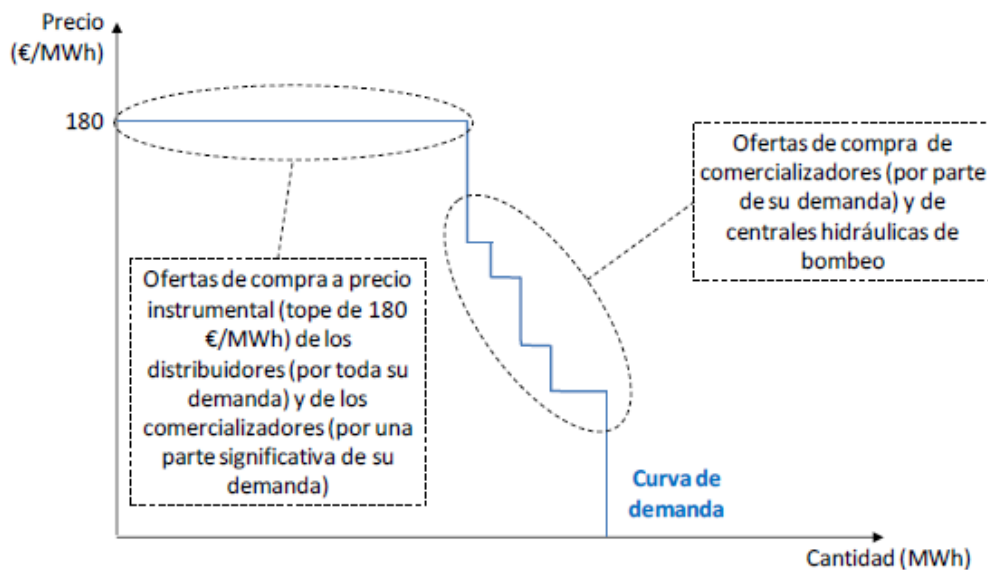 Precio
(€/MWh)
180
Ofertas de compra de
comercializadores (por parte
de su demanda) y de
centrales hidráulicas de
bombeo
Ofertas de compra a precio
instrumental (tope de 180
€/MWh) de los
distribuidores (por toda su
demanda) y de los
comercializadores (por una
parte significativa de su
demanda)
Curva de
demanda
Cantidad (MWh)